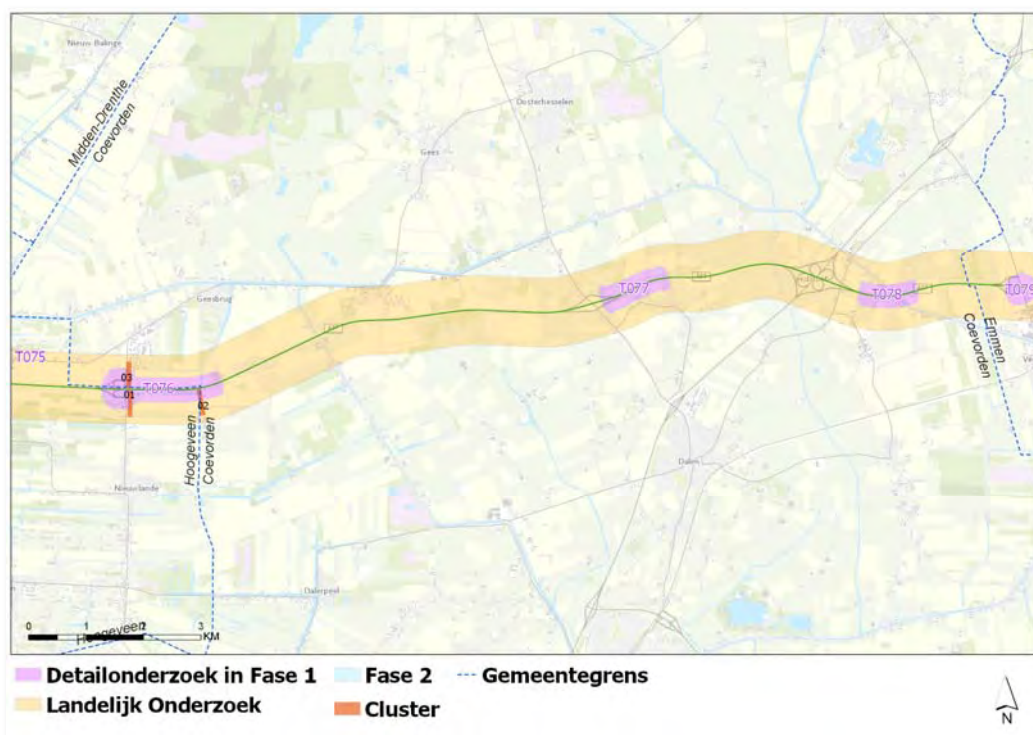 Nieuw-Balinge
Midden-Drenthe
Coevorden
Oosterhesselen
Gees
Geesbrug
T077
T078
T079
T075
03
T076
01
02
Emmen
Coevorden
Hoogeveen
Coevorden
Dalen
Nieuwlande
Dalerpeel
0 1 2 3
KM
Hoogeveen
Detailonderzoek in Fase 1
Fase 2
Gemeentegrens
Landelijk Onderzoek
Cluster
N